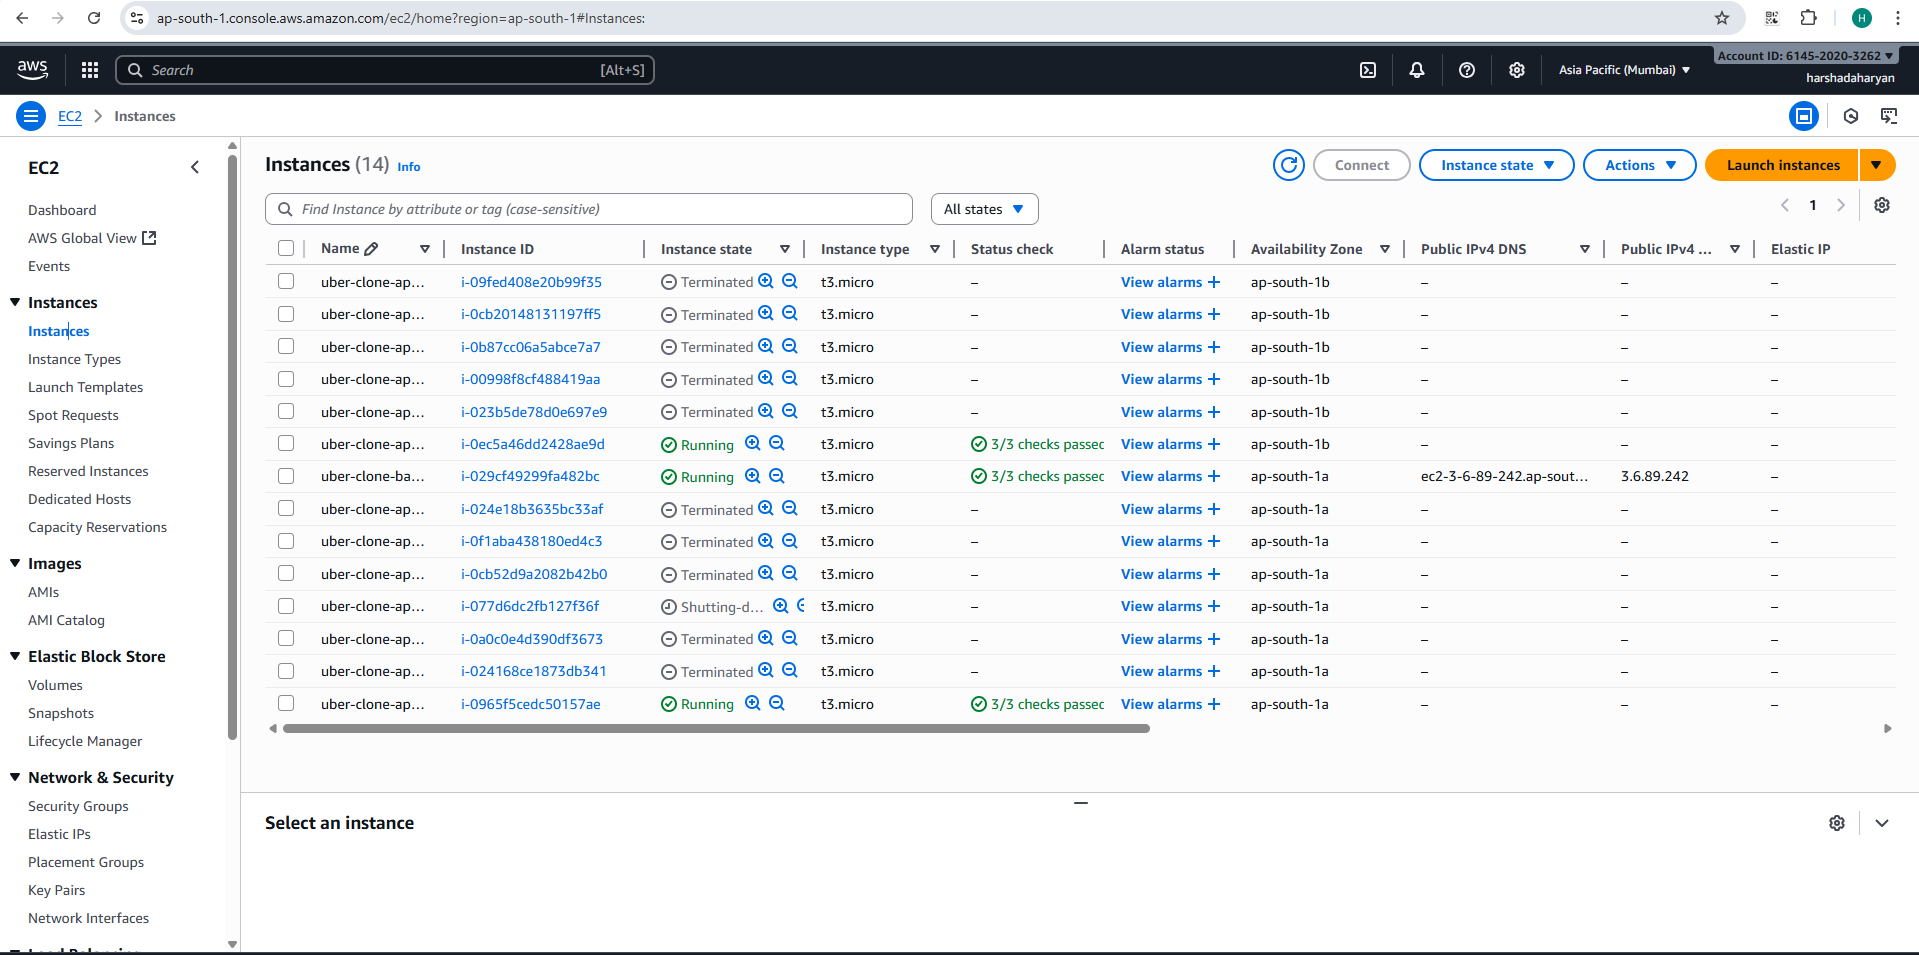 ap-south-1.console.aws.amazon.com/ec2/home?region=ap-south-1#Instances:
H
aws
Search
[Alt+S]
Asia Pacific (Mumbai)
Account ID: 6145-2020-3262
harshadaharyan
EC2 > Instances
EC2
Dashboard
AWS Global View
Events
Instances
Instances
Instance Types
Launch Templates
Spot Requests
Savings Plans
Reserved Instances
Dedicated Hosts
Capacity Reservations
Images
AMIs
AMI Catalog
Elastic Block Store
Volumes
Snapshots
Lifecycle Manager
Network & Security
Security Groups
Elastic IPs
Placement Groups
Key Pairs
Network Interfaces
Instances (14) Info
Connect
Instance state
Actions
Launch instances
Find Instance by attribute or tag (case-sensitive)
All states
1
Name Instance ID Instance state Instance type Status check Alarm status Availability Zone Public IPv4 DNS Public IPv4 ... Elastic IP
uber-clone-ap... i-09fed408e20b99f35 Terminated t3.micro – View alarms + ap-south-1b – – –
uber-clone-ap... i-0cb20148131197ff5 Terminated t3.micro – View alarms + ap-south-1b – – –
uber-clone-ap... i-0b87cc06a5abce7a7 Terminated t3.micro – View alarms + ap-south-1b – – –
uber-clone-ap... i-00998f8cf488419aa Terminated t3.micro – View alarms + ap-south-1b – – –
uber-clone-ap... i-023b5de78d0e697e9 Terminated t3.micro – View alarms + ap-south-1b – – –
uber-clone-ap... i-0ec5a46dd2428ae9d Running t3.micro 3/3 checks passed View alarms + ap-south-1b – – –
uber-clone-ba... i-029cf49299fa482bc Running t3.micro 3/3 checks passed View alarms + ap-south-1a ec2-3-6-89-242.ap-sout... 3.6.89.242 –
uber-clone-ap... i-024e18b3635bc33af Terminated t3.micro – View alarms + ap-south-1a – – –
uber-clone-ap... i-0f1aba438180ed4c3 Terminated t3.micro – View alarms + ap-south-1a – – –
uber-clone-ap... i-0cb52d9a2082b42b0 Terminated t3.micro – View alarms + ap-south-1a – – –
uber-clone-ap... i-077d6dc2fb127f36f Shutting-d... t3.micro – View alarms + ap-south-1a – – –
uber-clone-ap... i-0a0c0e4d390df3673 Terminated t3.micro – View alarms + ap-south-1a – – –
uber-clone-ap... i-024168ce1873db341 Terminated t3.micro – View alarms + ap-south-1a – – –
uber-clone-ap... i-0965f5cedc50157ae Running t3.micro 3/3 checks passed View alarms + ap-south-1a – – –
Select an instance